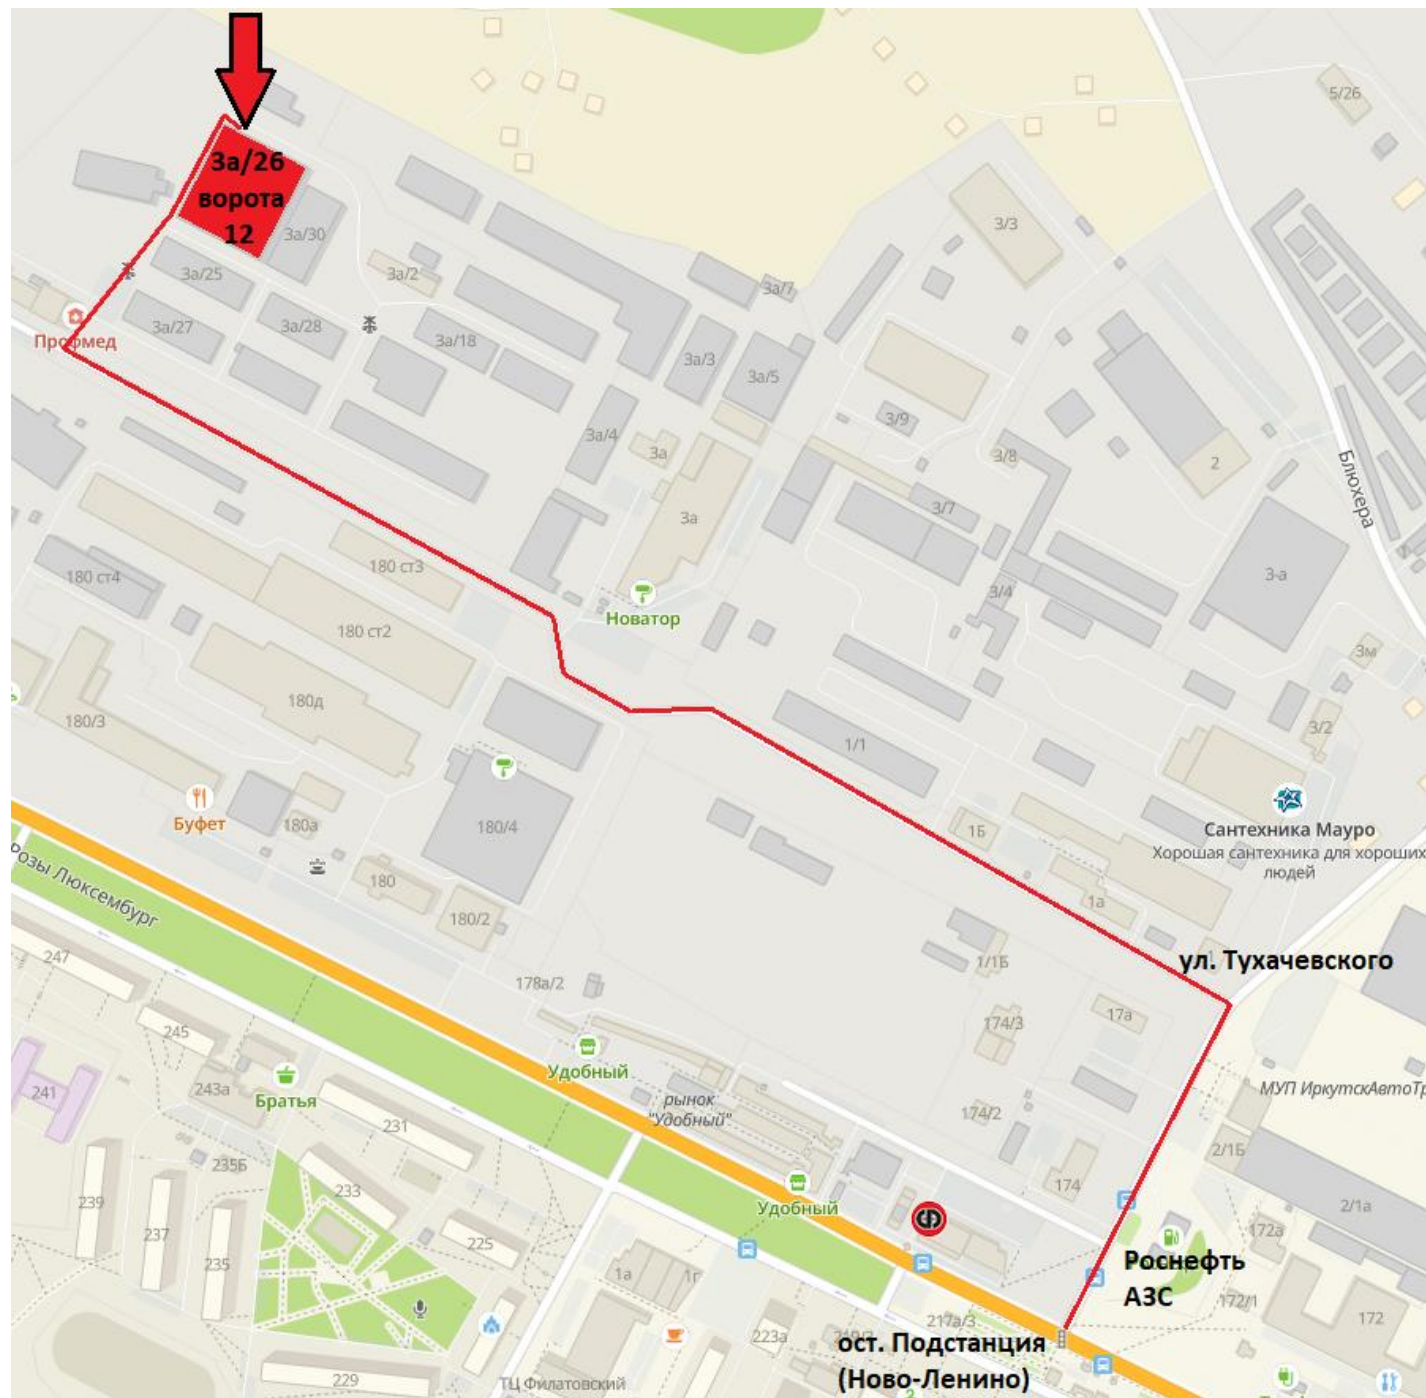 5/26
3а/26
ворота
12
3/3
3а/30
3а/25
3а/2
3а/7
3а/27
3а/28
3а/18
Профмед
3а/3
3а/5
3/9
3а/4
3а
3/8
2
Блюхера
3а
3/7
180 ст3
180 ст4
3-а
3/4
Новатор
180 ст2
3м
180д
180/3
3/2
1/1
Буфет
180а
180/4
1Б
Сантехника Мауро
Хорошая сантехника для хороших
людей
Розы Люксембург
180
180/2
1а
247
ул. Тухачевского
1/1Б
178а/2
17а
174/3
245
Удобный
243а
241
Братья
МУП ИркутскАвтоТр
рынок
"Удобный"
174/2
231
2/1Б
235Б
233
174
239
Удобный
2/1а
237
225
172а
235
Роснефть
АЗС
1а
1г
172/1
172
217а/3
223а
ост. Подстанция
(Ново-Ленино)
229
ТЦ Филатовский